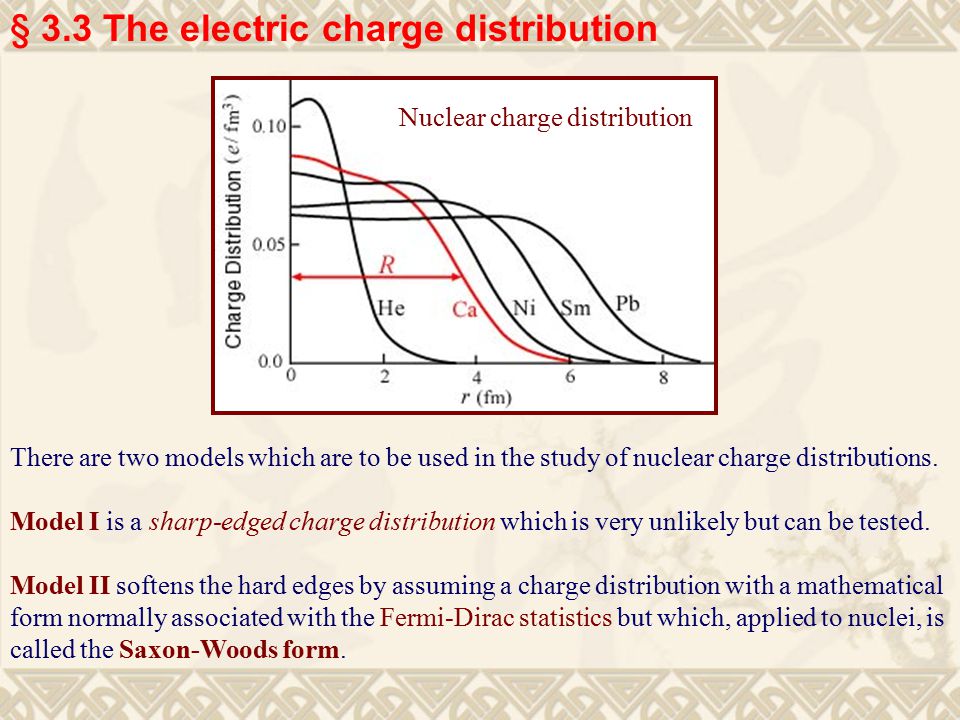 § 3.3 The electric charge distribution
Nuclear charge distribution
Charge Distribution (e/ fm³)
0.10
0.05
0.0
R
He
Ca
Ni
Sm
Pb
0
2
4
6
8
r (fm)
There are two models which are to be used in the study of nuclear charge distributions.
Model I is a sharp-edged charge distribution which is very unlikely but can be tested.
Model II softens the hard edges by assuming a charge distribution with a mathematical
form normally associated with the Fermi-Dirac statistics but which, applied to nuclei, is
called the Saxon-Woods form.